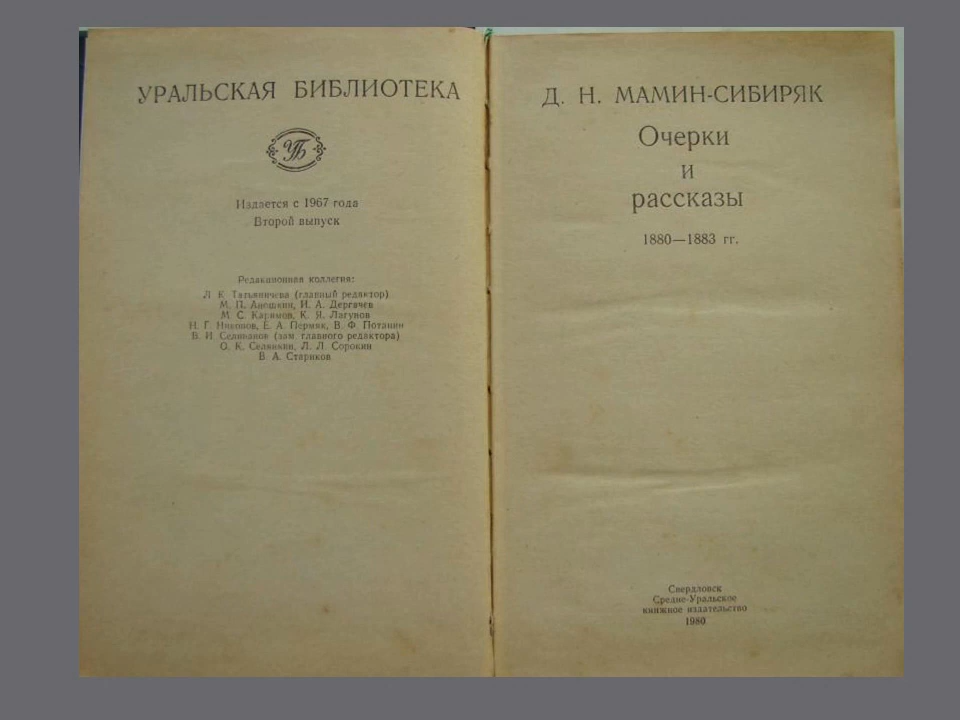 УРАЛЬСКАЯ БИБЛИОТЕКА
УБ
Издается с 1967 года
Второй выпуск
Редакционная коллегия:
Л. К. Татьяничева (главный редактор)
М. П. Аношкин, И. А. Дергачев
М. С. Каримов, К. Я. Лагунов
Н. Г. Никонов, Е. А. Пермяк, В. Ф. Потанин
В. И. Селиванов (зам. главного редактора)
О. К. Селянкин, Л. Л. Сорокин
В. А. Стариков
Д. Н. МАМИН-СИБИРЯК
Очерки
и
рассказы
1880—1883 гг.
Свердловск
Средне-Уральское
книжное издательство
1980